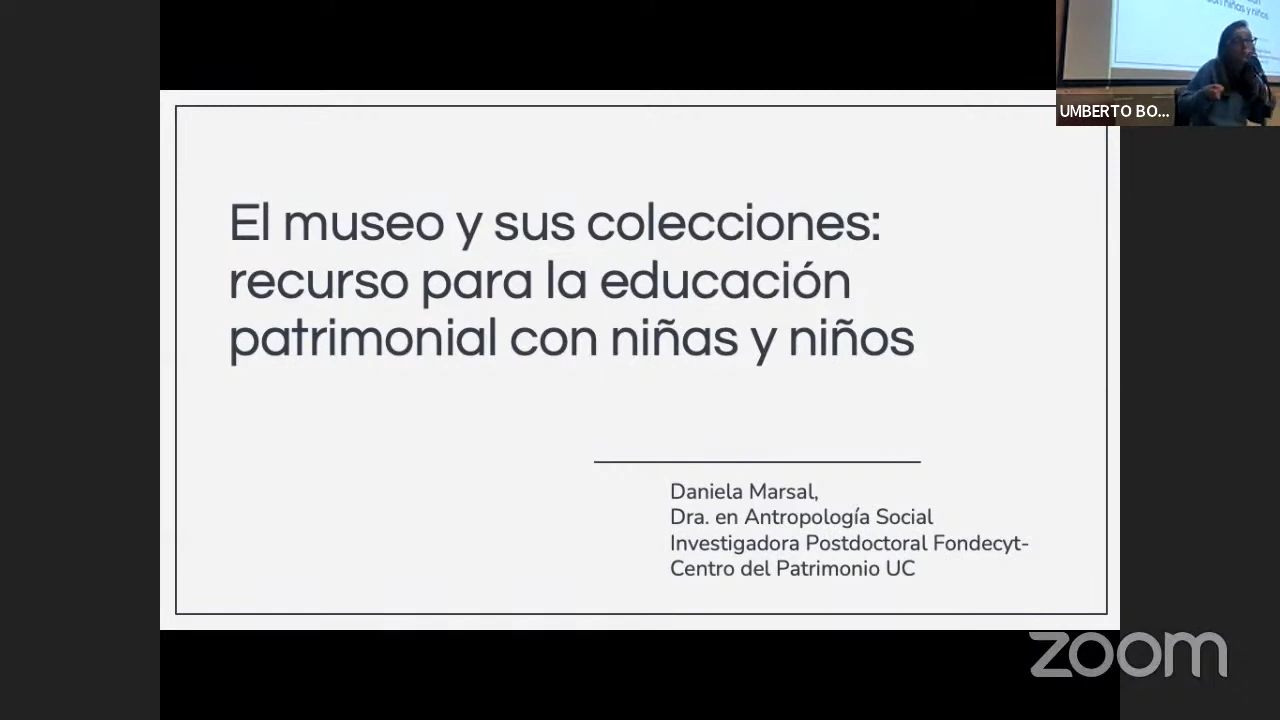 UMBERTO BO...
El museo y sus colecciones:
recurso para la educación
patrimonial con niñas y niños
Daniela Marsal,
Dra. en Antropología Social
Investigadora Postdoctoral Fondecyt-
Centro del Patrimonio UC
zoom